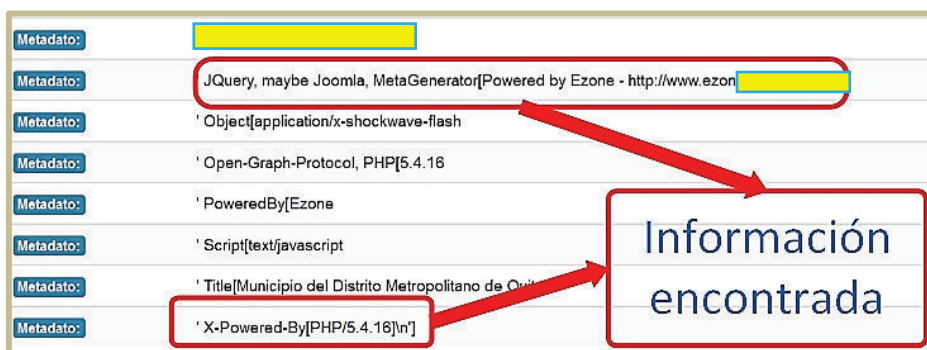 Metadato:
Metadato: ' JQuery, maybe Joomla, MetaGenerator[Powered by Ezone - http://www.ezon
Metadato: ' Object[application/x-shockwave-flash
Metadato: ' Open-Graph-Protocol, PHP[5.4.16
Metadato: ' PoweredBy[Ezone
Metadato: ' Script[text/javascript
Metadato: ' Title[Municipio del Distrito Metropolitano de
Metadato: ' X-Powered-By[PHP/5.4.16]\n']
Información
encontrada